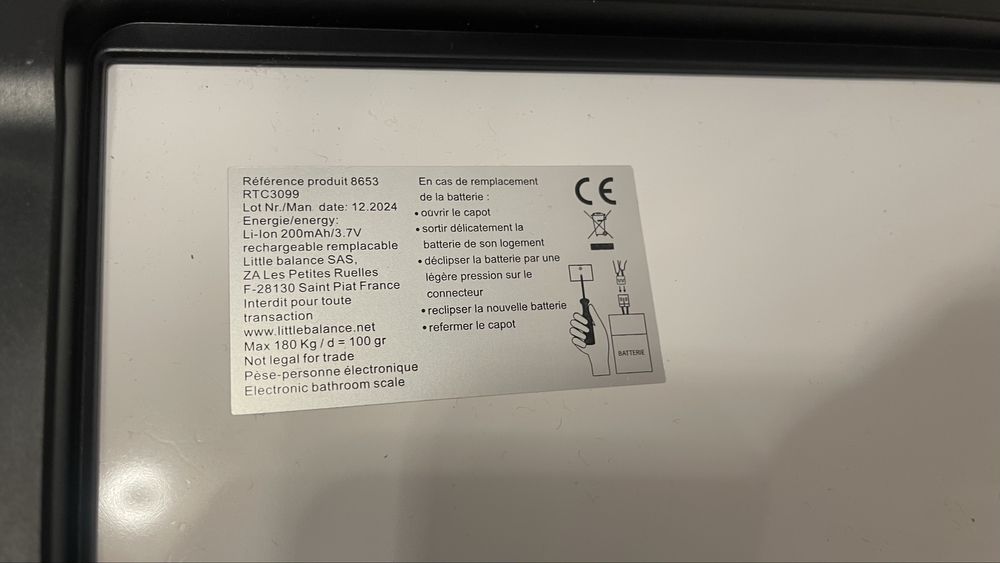 Référence produit 8653
RTC3099
Lot Nr./Man. date: 12.2024
Energie/energy:
Li-Ion 200mAh/3.7V
rechargeable remplacable
Little balance SAS,
ZA Les Petites Ruelles
F-28130 Saint Piat France
Interdit pour toute
transaction
www.littlebalance.net
Max 180 Kg / d = 100 gr
Not legal for trade
Pèse-personne électronique
Electronic bathroom scale
En cas de remplacement
de la batterie :
• ouvrir le capot
• sortir délicatement la
batterie de son logement
• déclipser la batterie par une
légère pression sur le
connecteur
• reclipser la nouvelle batterie
• refermer le capot
CE
BATTERIE